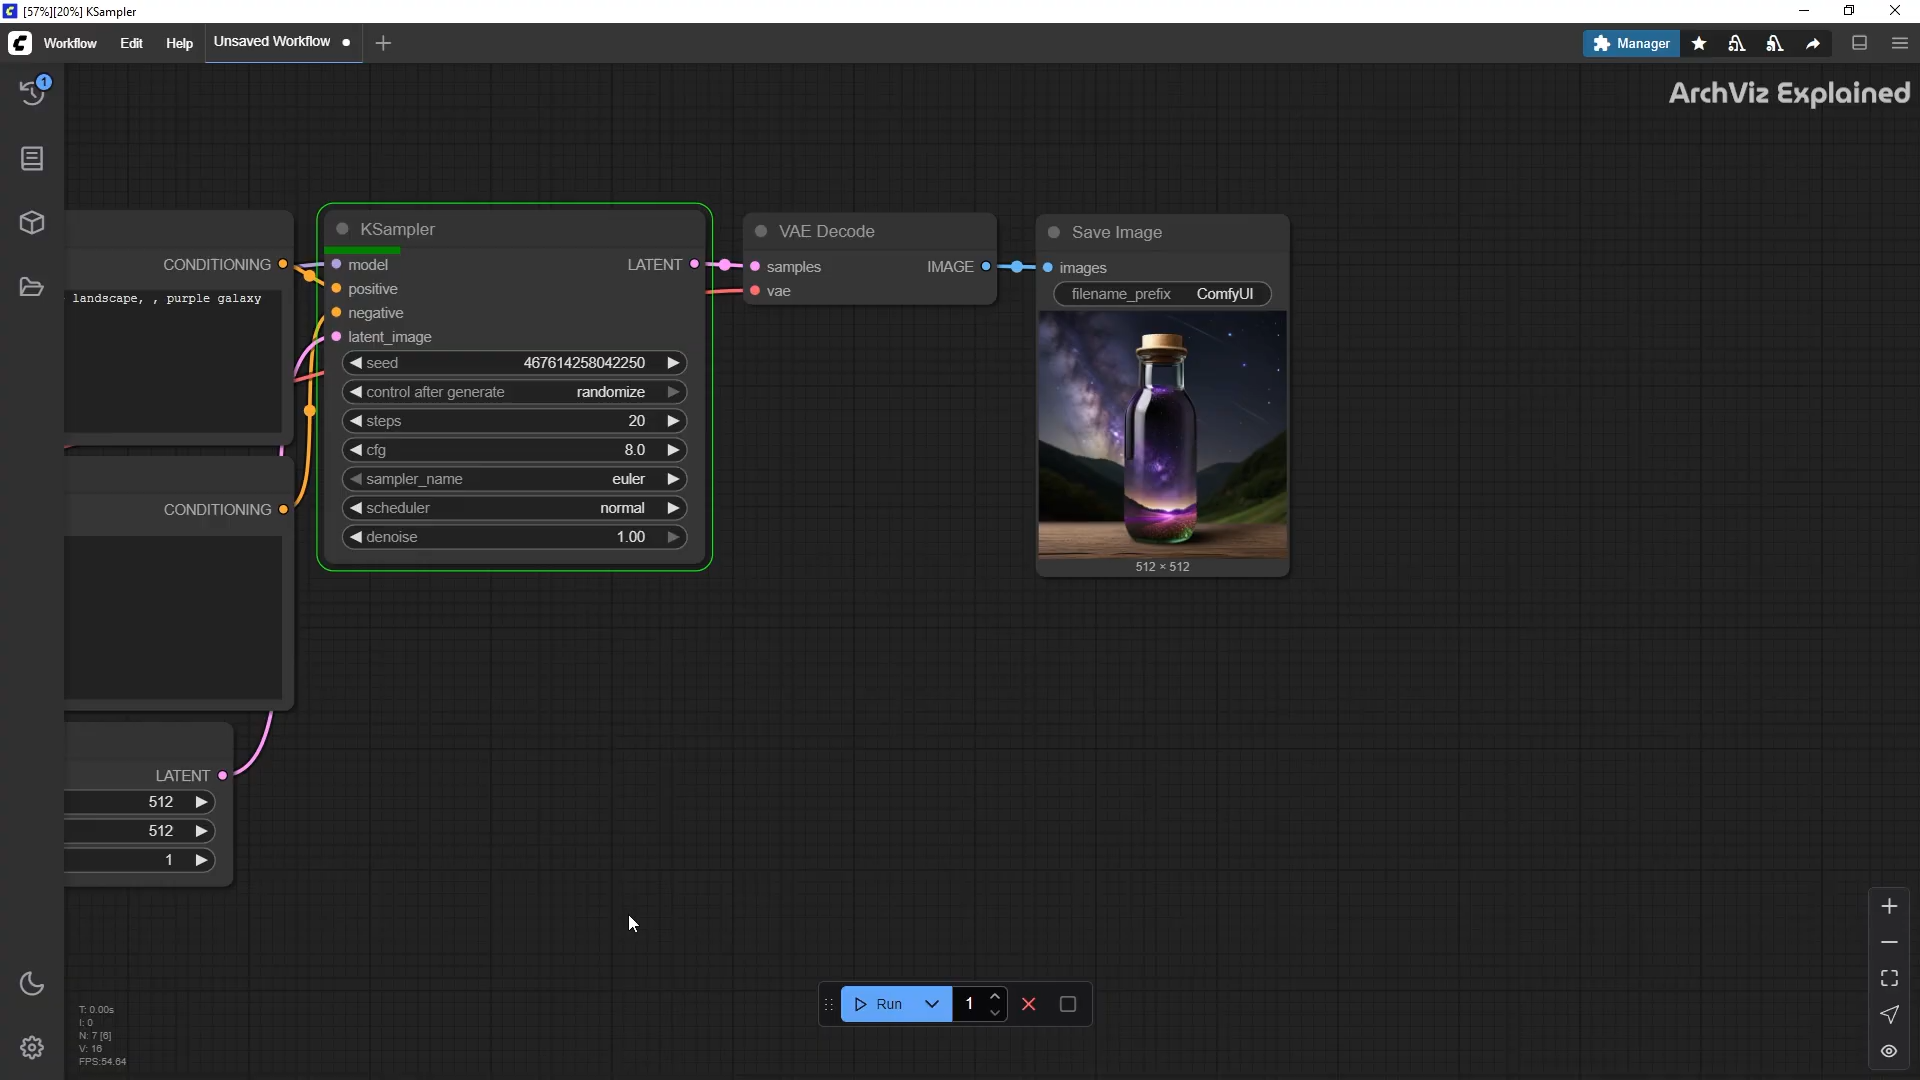 [57%][20%] KSampler
Workflow Edit Help Unsaved Workflow
Manager
1
ArchViz Explained
CONDITIONING
landscape, , purple galaxy
CONDITIONING
LATENT
512
512
1
KSampler
model LATENT
positive
negative
latent_image
seed 467614258042250
control after generate randomize
steps 20
cfg 8.0
sampler_name euler
scheduler normal
denoise 1.00
VAE Decode
samples IMAGE
vae
Save Image
images
filename_prefix ComfyUI
512 × 512
T: 0.00s
I: 0
N: 7 [6]
V: 16
FPS:54.64
Run 1